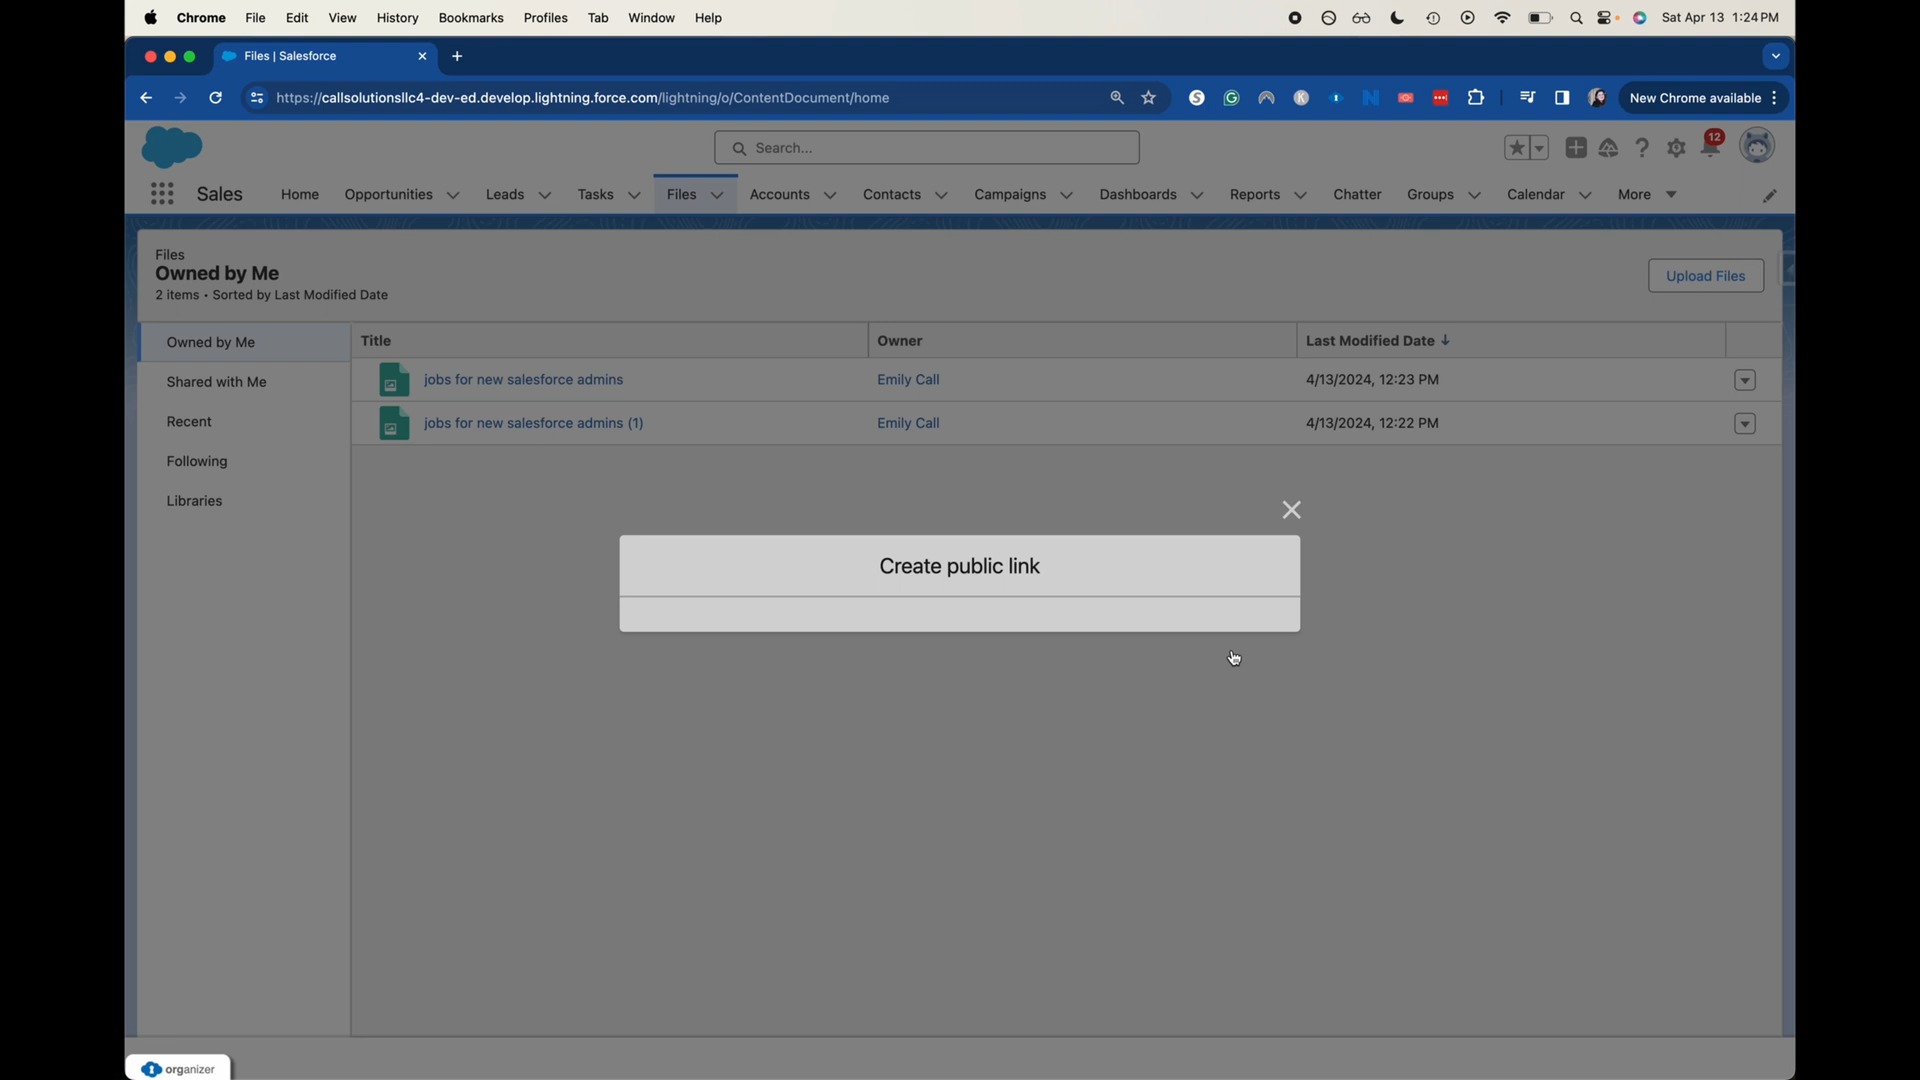 Chrome File Edit View History Bookmarks Profiles Tab Window Help Sat Apr 13 1:24 PM
Files | Salesforce
https://callsolutionsllc4-dev-ed.develop.lightning.force.com/lightning/o/ContentDocument/home New Chrome available
Search... 12
Sales Home Opportunities Leads Tasks Files Accounts Contacts Campaigns Dashboards Reports Chatter Groups Calendar More
Files
Owned by Me
2 items • Sorted by Last Modified Date
Upload Files
Owned by Me
Shared with Me
Recent
Following
Libraries
Title Owner Last Modified Date
jobs for new salesforce admins Emily Call 4/13/2024, 12:23 PM
jobs for new salesforce admins (1) Emily Call 4/13/2024, 12:22 PM
Create public link
organizer